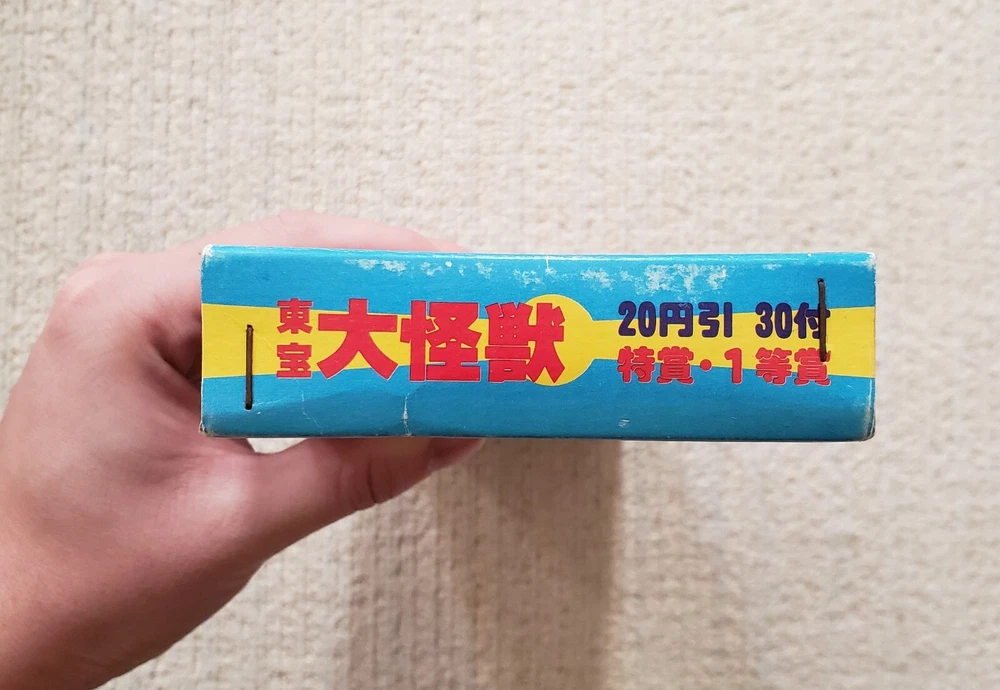 東宝 大怪獣
20円引 30付
特賞・1等賞